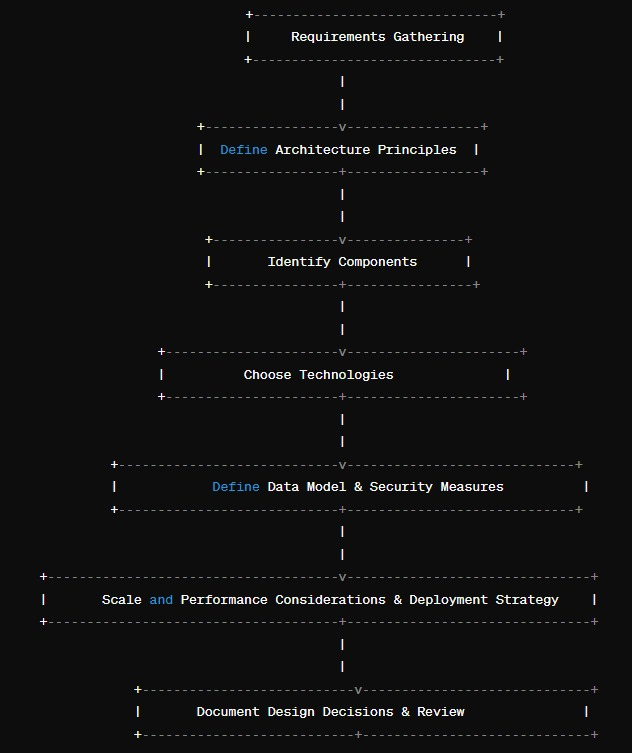 Requirements Gathering
Define Architecture Principles
Identify Components
Choose Technologies
Define Data Model & Security Measures
Scale and Performance Considerations & Deployment Strategy
Document Design Decisions & Review